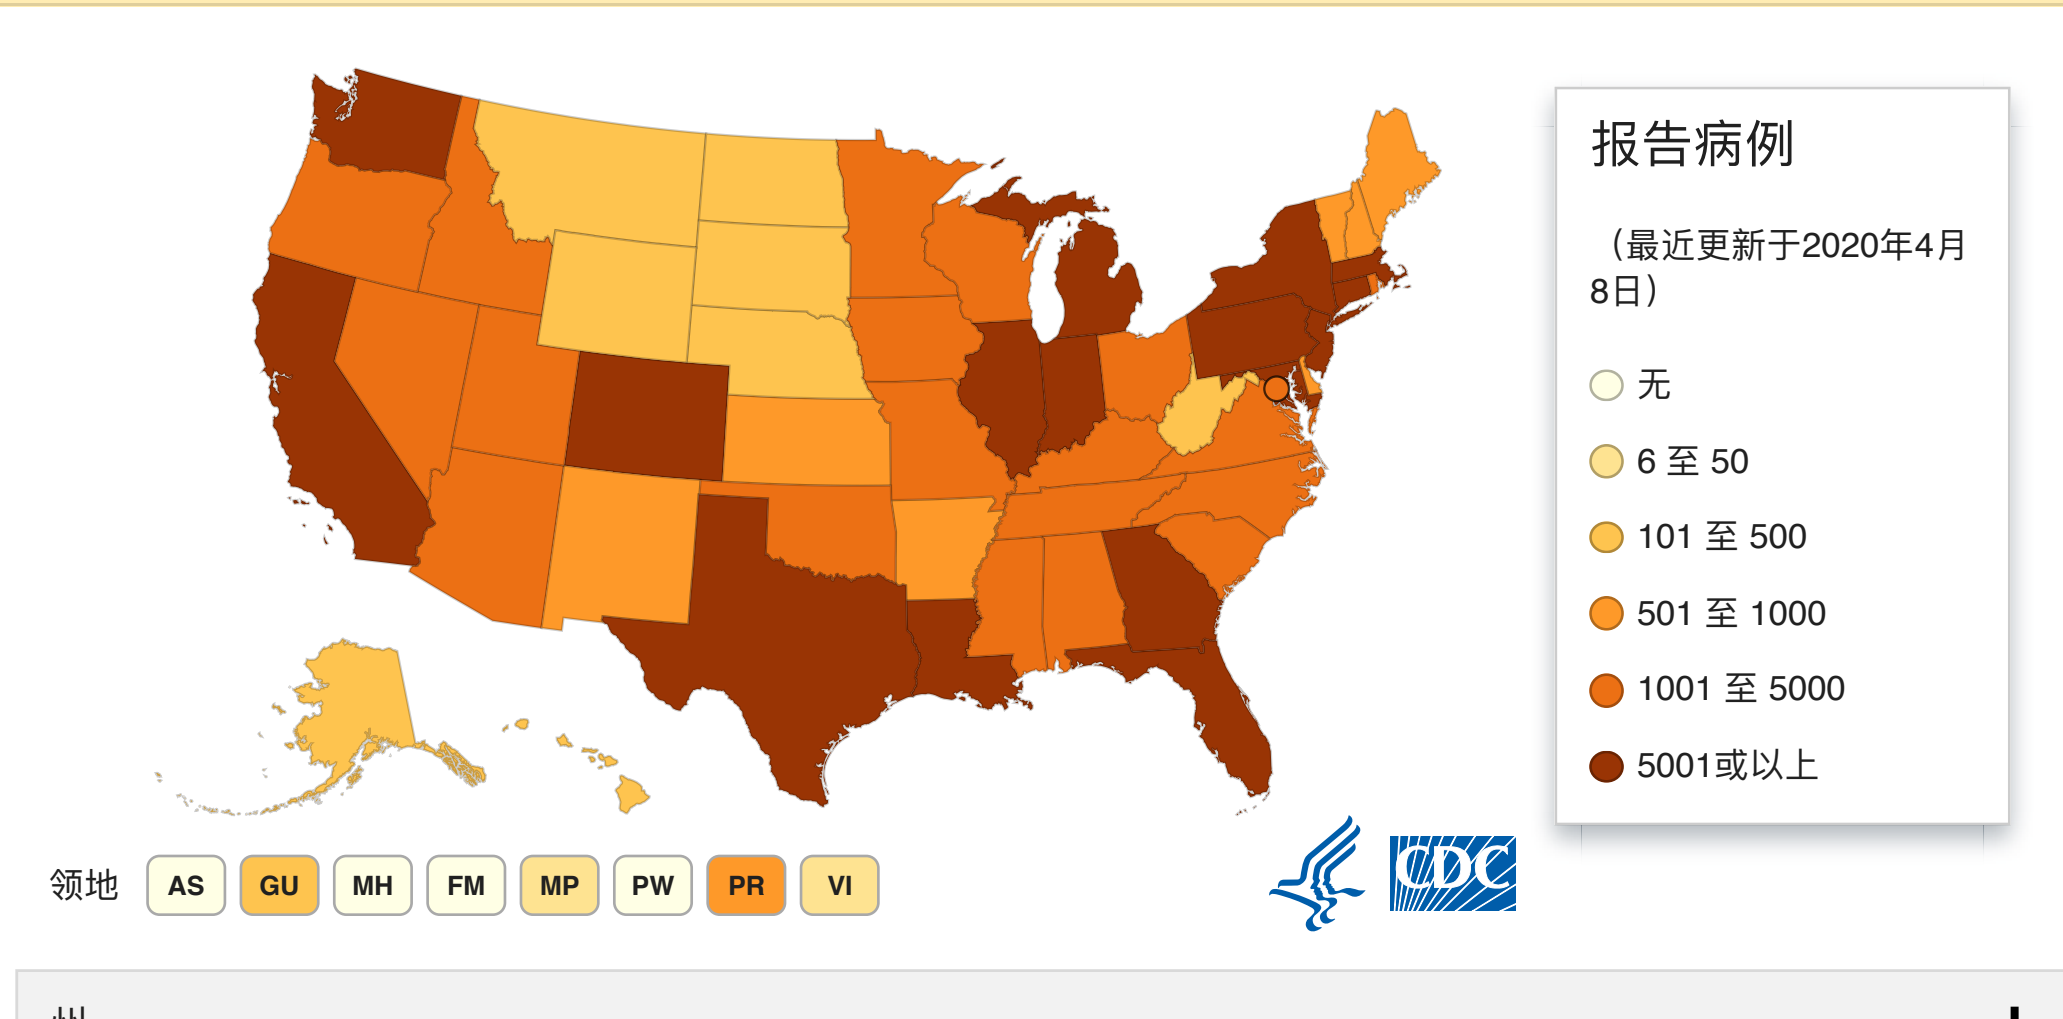 报告病例
（最近更新于2020年4月
8日）
无
6 至 50
101 至 500
501 至 1000
1001 至 5000
5001或以上
CDC
领地
AS
GU
MH
FM
MP
PW
PR
VI